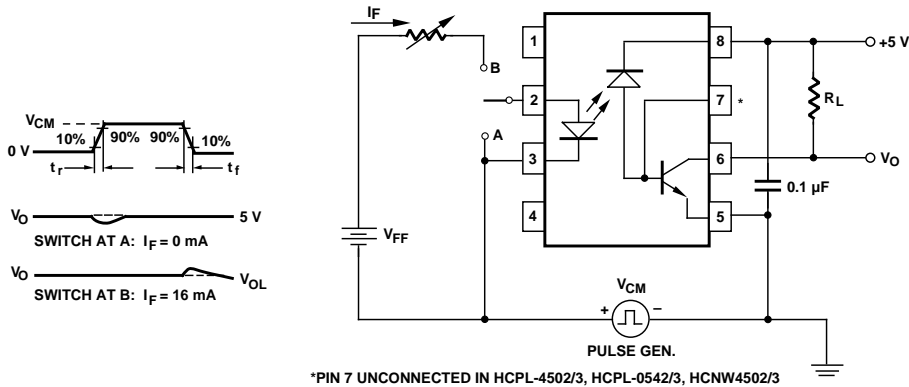 I_F
1
8
+5 V
B
R_L
2
7
*
V_CM
10%
90%
90%
10%
0 V
t_r
t_f
A
3
6
V_O
0.1 µF
V_O
5 V
SWITCH AT A: I_F = 0 mA
4
5
V_FF
V_O
V_OL
SWITCH AT B: I_F = 16 mA
V_CM
+
–
PULSE GEN.
*PIN 7 UNCONNECTED IN HCPL-4502/3, HCPL-0542/3, HCNW4502/3